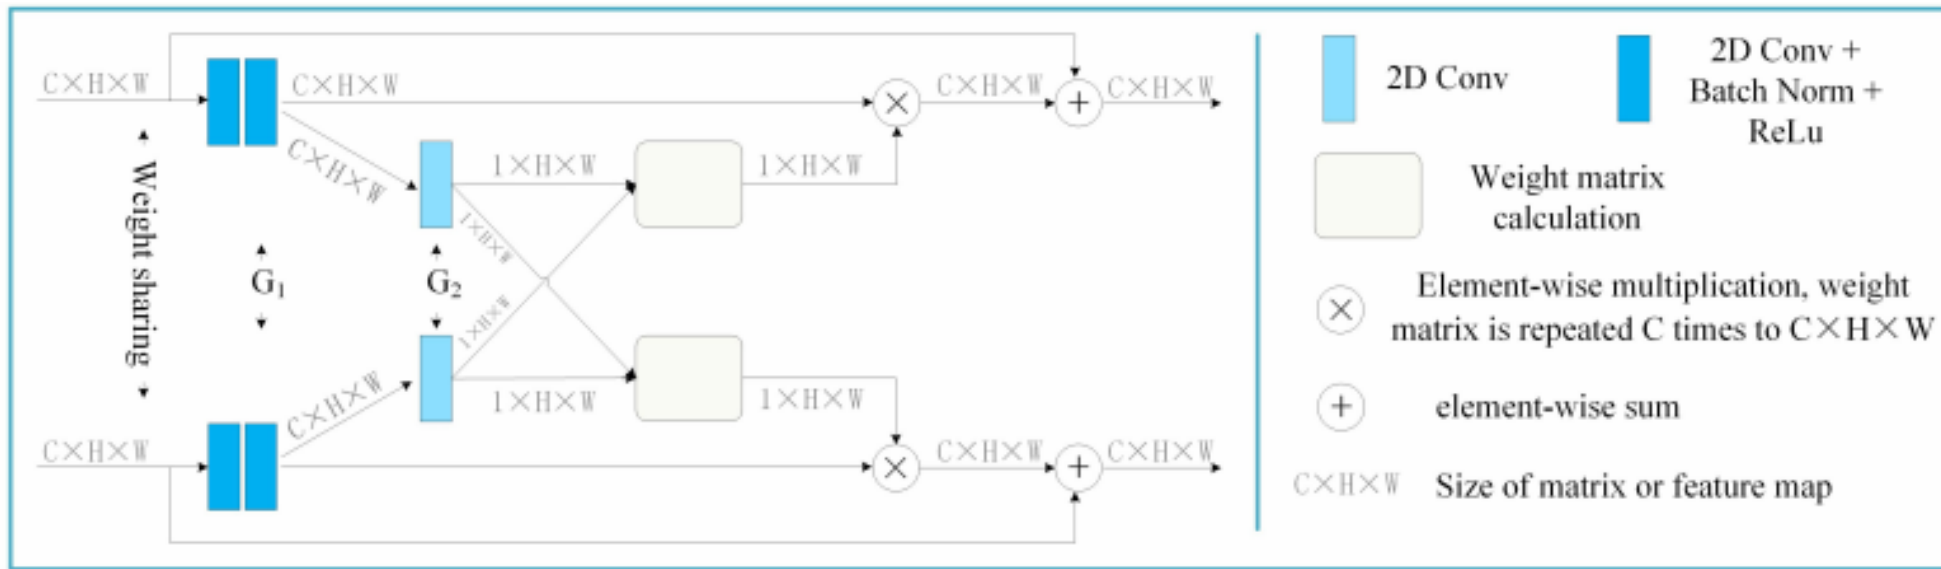 C×H×W
C×H×W
C×H×W
C×H×W
C×H×W
1×H×W
1×H×W
1×H×W
Weight sharing
G₁
G₂
1×H×W
C×H×W
1×H×W
1×H×W
C×H×W
C×H×W
C×H×W
2D Conv
2D Conv +
Batch Norm +
ReLu
Weight matrix
calculation
Element-wise multiplication, weight
matrix is repeated C times to C×H×W
element-wise sum
C×H×W Size of matrix or feature map